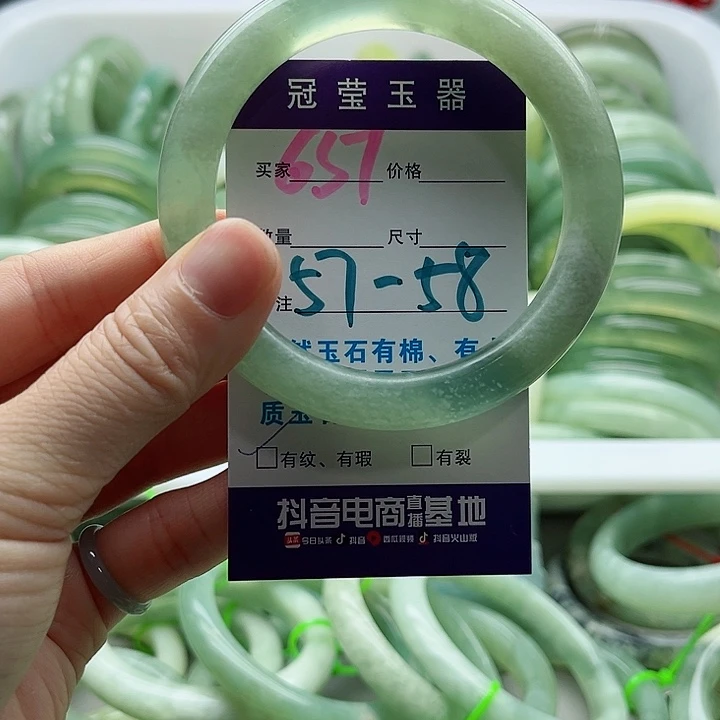 冠莹玉器
买家 657 价格
量 尺寸
注 57-58
玉石有棉、有
质
有纹、有瑕 有裂
抖音电商直播基地
今日头条 抖音 西瓜视频 抖音火山版